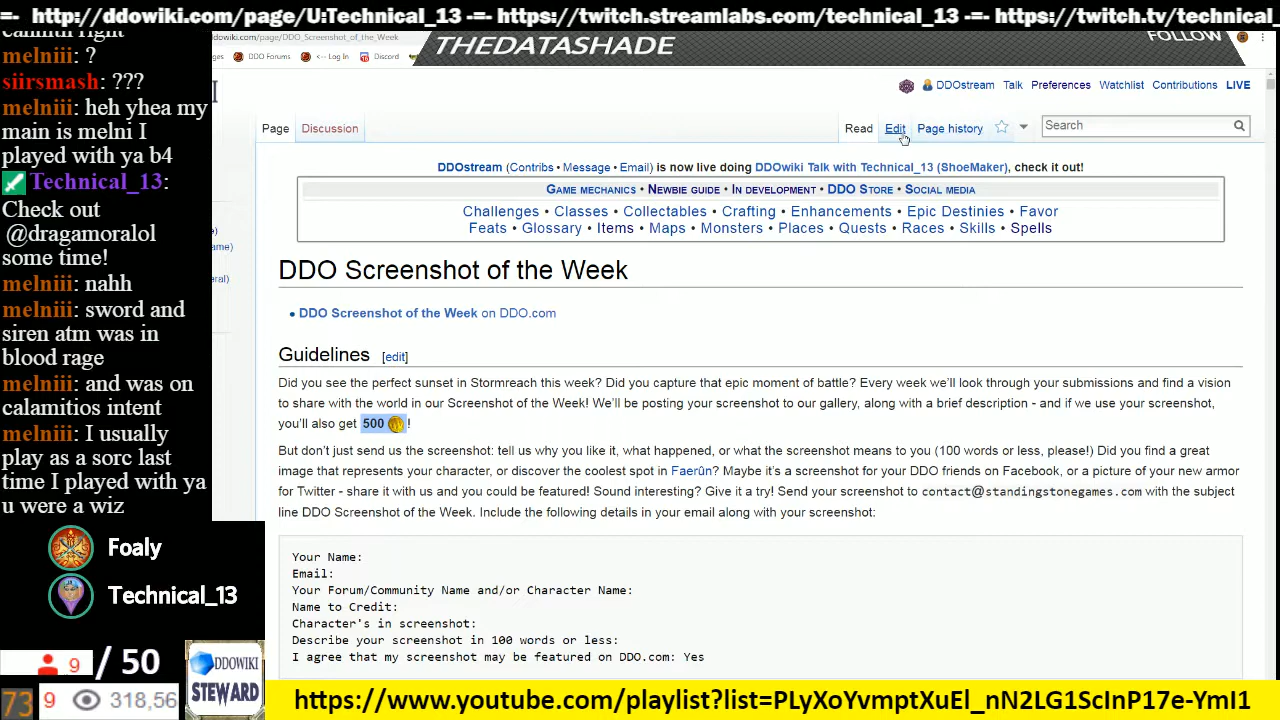 =- http://ddowiki.com/page/U:Technical_13 -=- https://twitch.streamlabs.com/technical_13 -=- https://twitch.tv/technical_
right
melniii: ?
siirsmash: ???
melniii: heh yhea my
main is melni I
played with ya b4
Technical_13:
Check out
@dragamoralol
some time!
melniii: nahh
melniii: sword and
siren atm was in
blood rage
melniii: and was on
calamitios intent
melniii: I usually
play as a sorc last
time I played with ya
u were a wiz
Foaly
Technical_13
9 / 50
73 9 318,56
DDOWIKI
STEWARD
dowiki.com/page/DDO_Screenshot_of_the_Week
THEDATASHADE
FOLLOW
ges DDO Forums <-- Log In Discord
DDOstream Talk Preferences Watchlist Contributions LIVE
Page Discussion Read Edit Page history Search
DDOstream (Contribs • Message • Email) is now live doing DDOwiki Talk with Technical_13 (ShoeMaker), check it out!
Game mechanics • Newbie guide • In development • DDO Store • Social media
Challenges • Classes • Collectables • Crafting • Enhancements • Epic Destinies • Favor
Feats • Glossary • Items • Maps • Monsters • Places • Quests • Races • Skills • Spells
DDO Screenshot of the Week
• DDO Screenshot of the Week on DDO.com
Guidelines [edit]
Did you see the perfect sunset in Stormreach this week? Did you capture that epic moment of battle? Every week we'll look through your submissions and find a vision
to share with the world in our Screenshot of the Week! We'll be posting your screenshot to our gallery, along with a brief description - and if we use your screenshot,
you'll also get 500 !
But don't just send us the screenshot: tell us why you like it, what happened, or what the screenshot means to you (100 words or less, please!) Did you find a great
image that represents your character, or discover the coolest spot in Faerûn? Maybe it's a screenshot for your DDO friends on Facebook, or a picture of your new armor
for Twitter - share it with us and you could be featured! Sound interesting? Give it a try! Send your screenshot to contact@standingstonegames.com with the subject
line DDO Screenshot of the Week. Include the following details in your email along with your screenshot:
Your Name:
Email:
Your Forum/Community Name and/or Character Name:
Name to Credit:
Character's in screenshot:
Describe your screenshot in 100 words or less:
I agree that my screenshot may be featured on DDO.com: Yes
https://www.youtube.com/playlist?list=PLyXoYvmptXuEl_nN2LG1ScInP17e-YmI1